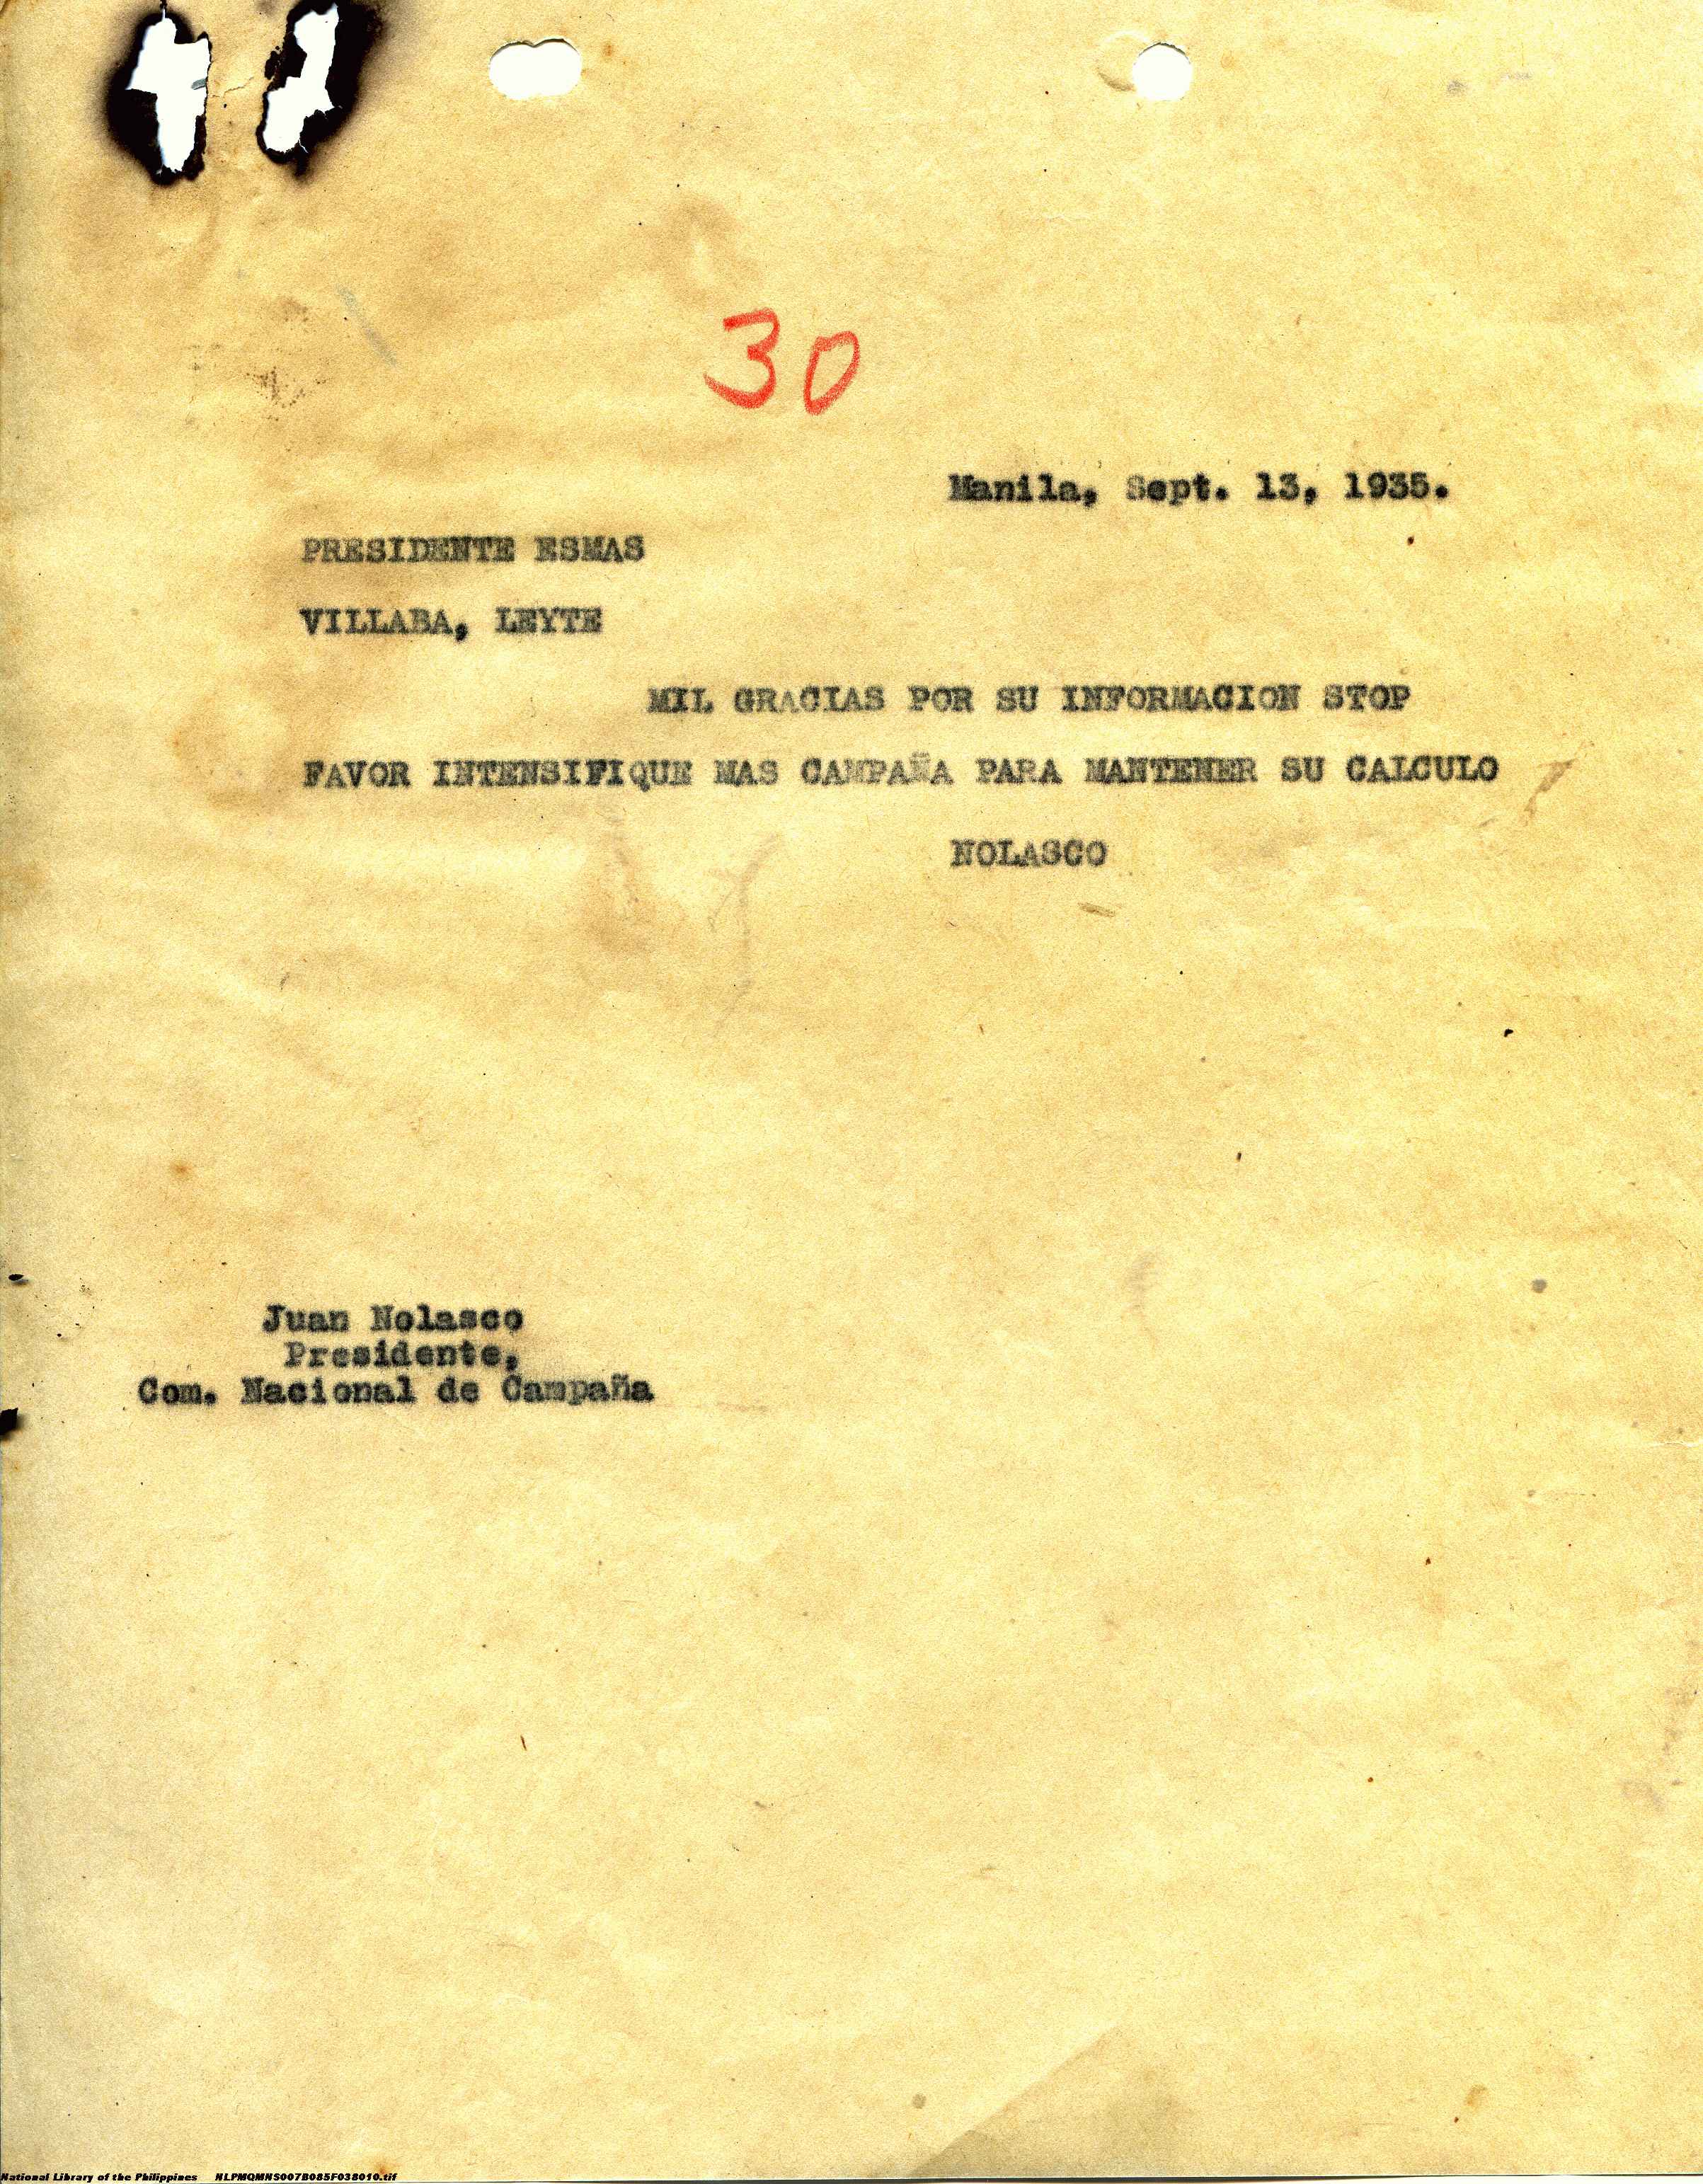 30
Manila, Sept. 13, 1935.
PRESIDENTE ESMAS
VILLABA, LEYTE
MIL GRACIAS POR SU INFORMACION STOP
FAVOR INTENSIFIQUE MAS CAMPAÑA PARA MANTENER SU CALCULO
NOLASCO
Juan Nolasco
Presidente,
Com. Nacional de Campaña
National Library of the Philippines NLPMQMNS007B085F038010.tif